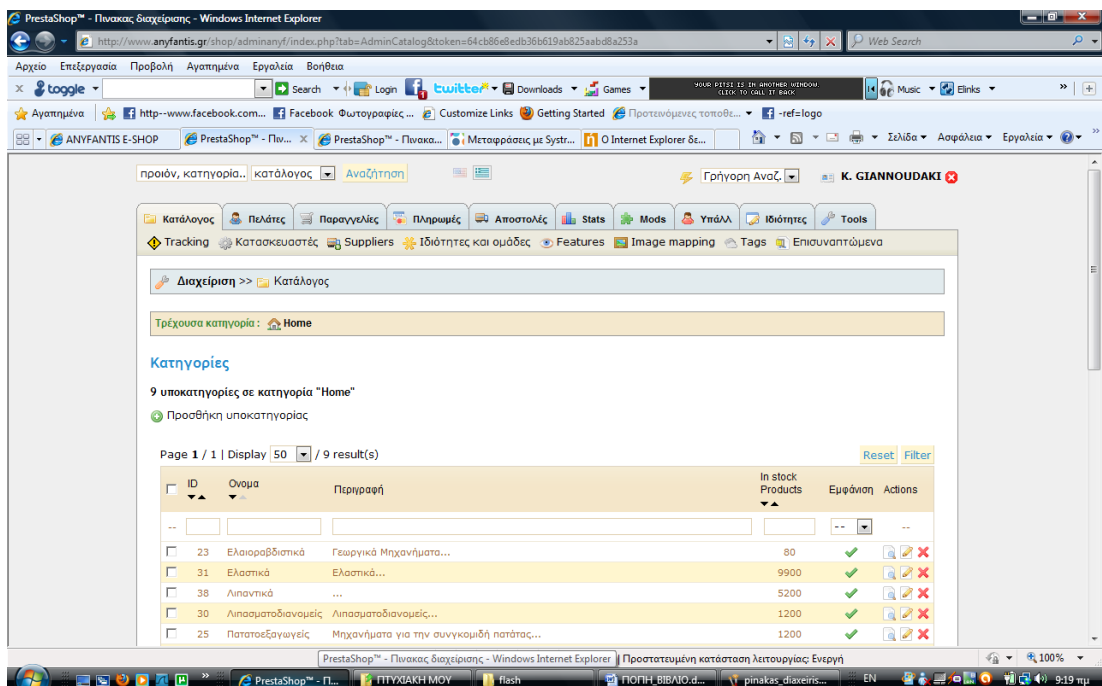 PrestaShop™ - Πινακας διαχείρισης - Windows Internet Explorer
http://www.anyfantis.gr/shop/adminanyf/index.php?tab=AdminCatalog&token=64cb86e8edb36b619ab825aabd8a253a Web Search
Αρχείο Επεξεργασία Προβολή Αγαπημένα Εργαλεία Βοήθεια
x toggle Search Login twitter Downloads Games YOUR PITSI IS IN ANOTHER WINDOW. CLICK TO CALL IT BACK Music Elinks »
Αγαπημένα http--www.facebook.com... Facebook Facebook Φωτογραφίες ... Customize Links Getting Started Προτεινόμενες τοποθε... -ref=logo
ANYFANTIS E-SHOP PrestaShop™ - Πιν... x PrestaShop™ - Πινακα... Μεταφράσεις με Systr... Ο Internet Explorer δε... Σελίδα Ασφάλεια Εργαλεία »
προιόν, κατηγορία.. κατάλογος Αναζήτηση Γρήγορη Αναζ. K. GIANNOUDAKI
Κατάλογος Πελάτες Παραγγελίες Πληρωμές Αποστολές Stats Mods Υπάλλ Ιδιότητες Tools
Tracking Κατασκευαστές Suppliers Ιδιότητες και ομάδες Features Image mapping Tags Επισυναπτώμενα
Διαχείριση >> Κατάλογος
Τρέχουσα κατηγορία : Home
Κατηγορίες
9 υποκατηγορίες σε κατηγορία "Home"
Προσθήκη υποκατηγορίας
Page 1 / 1 | Display 50 / 9 result(s) Reset Filter
ID Ονομα Περιγραφή In stock Products Εμφάνιση Actions
-- -- --
23 Ελαιοραβδιστικά Γεωργικά Μηχανήματα... 80
31 Ελαστικά Ελαστικά... 9900
38 Λιπαντικά ... 5200
30 Λιπασματοδιανομείς Λιπασματοδιανομείς... 1200
25 Πατατοεξαγωγείς Μηχανήματα για την συνγκομιδή πατάτας... 1200
PrestaShop™ - Πινακας διαχείρισης - Windows Internet Explorer | Προστατευμένη κατάσταση λειτουργίας: Ενεργή 100%
» PrestaShop™ - Π... ΠΤΥΧΙΑΚΗ ΜΟΥ flash ΠΟΠΗ_ΒΙΒΛΙΟ.d... pinakas_diaxeiris... EN 9:19 πμ